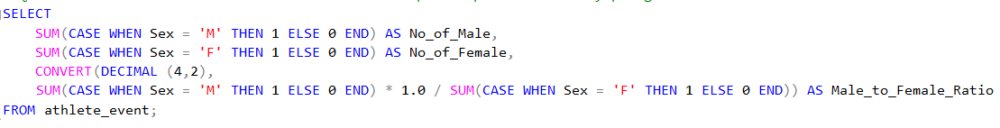 SELECT
SUM(CASE WHEN Sex = 'M' THEN 1 ELSE 0 END) AS No_of_Male,
SUM(CASE WHEN Sex = 'F' THEN 1 ELSE 0 END) AS No_of_Female,
CONVERT(DECIMAL (4,2),
SUM(CASE WHEN Sex = 'M' THEN 1 ELSE 0 END) * 1.0 / SUM(CASE WHEN Sex = 'F' THEN 1 ELSE 0 END)) AS Male_to_Female_Ratio
FROM athlete_event;